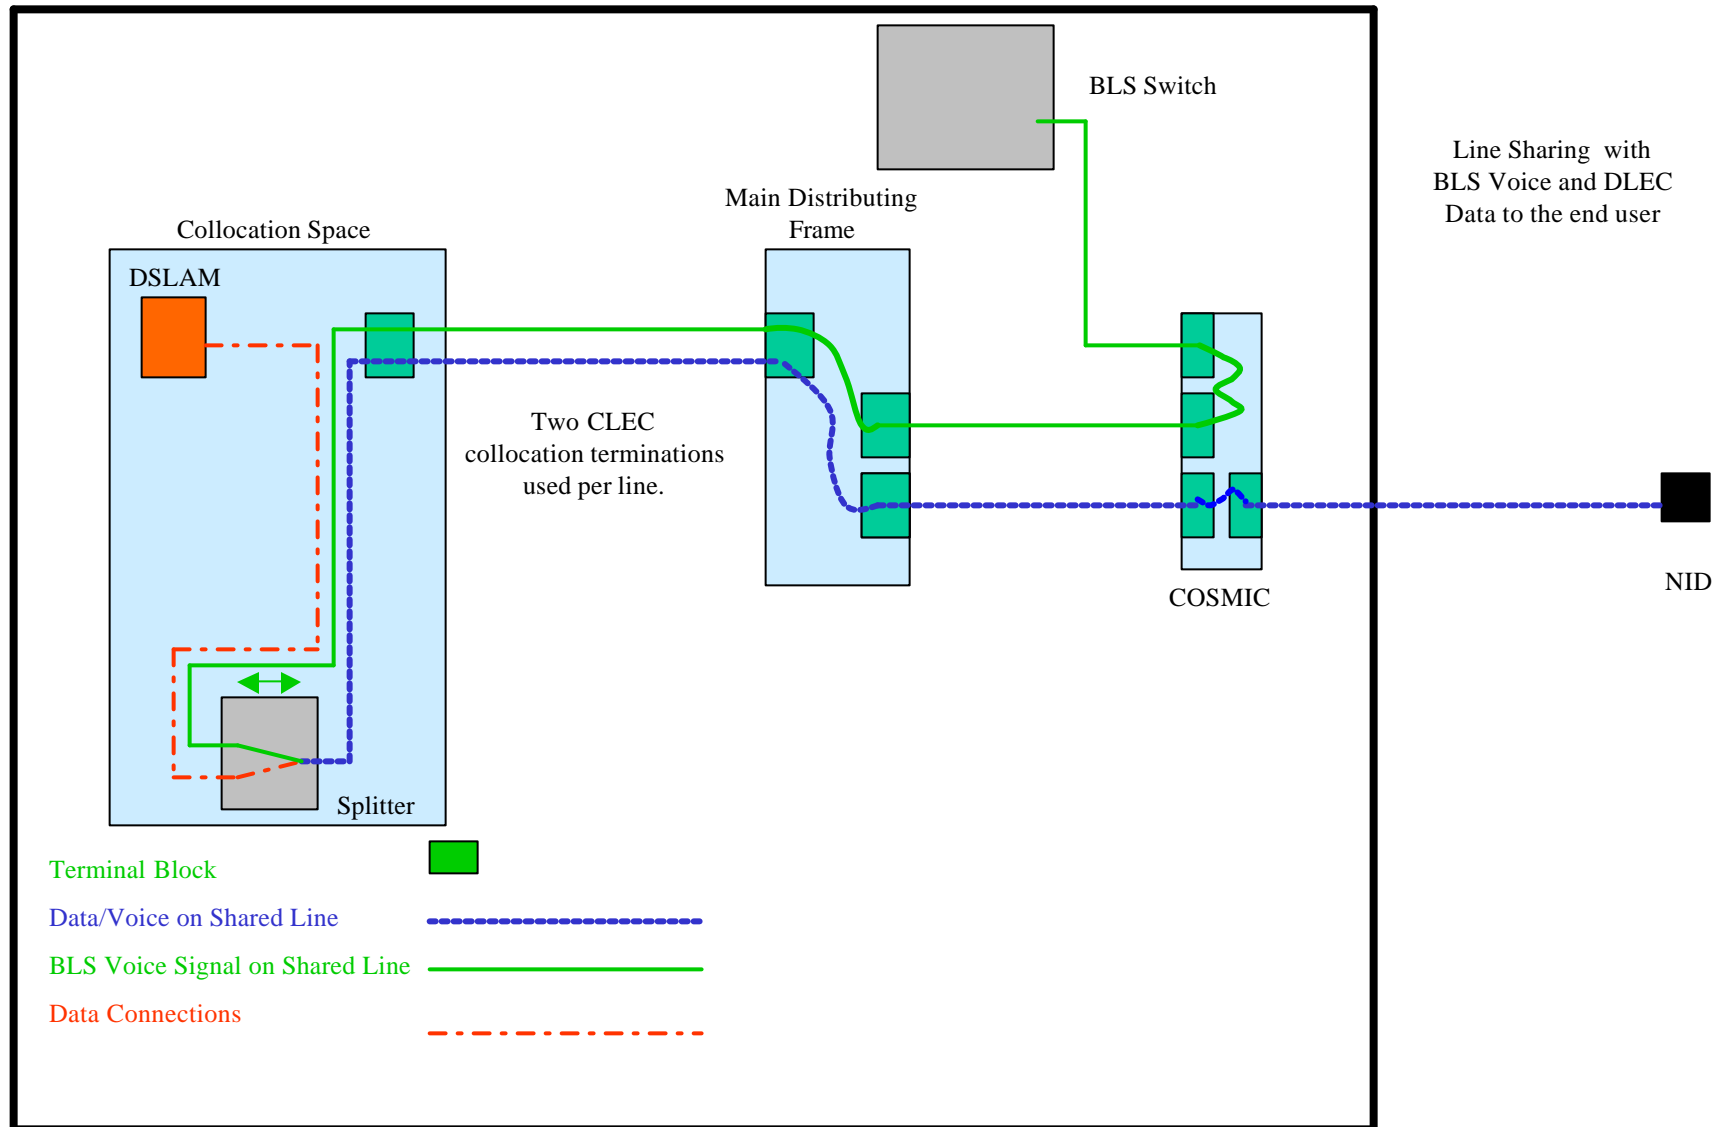 BLS Switch
Line Sharing with
BLS Voice and DLEC
Data to the end user
Main Distributing
Frame
Collocation Space
DSLAM
Two CLEC
collocation terminations
used per line.
COSMIC
NID
Splitter
Terminal Block
Data/Voice on Shared Line
BLS Voice Signal on Shared Line
Data Connections